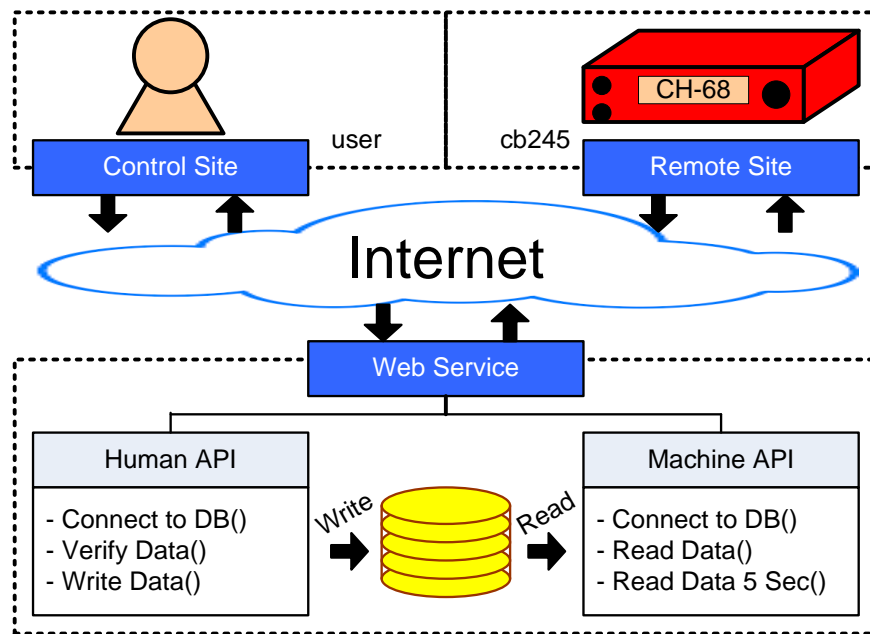 CH-68
user
cb245
Control Site
Remote Site
Internet
Web Service
Human API
Machine API
- Connect to DB()
- Verify Data()
- Write Data()
Write
Read
- Connect to DB()
- Read Data()
- Read Data 5 Sec()